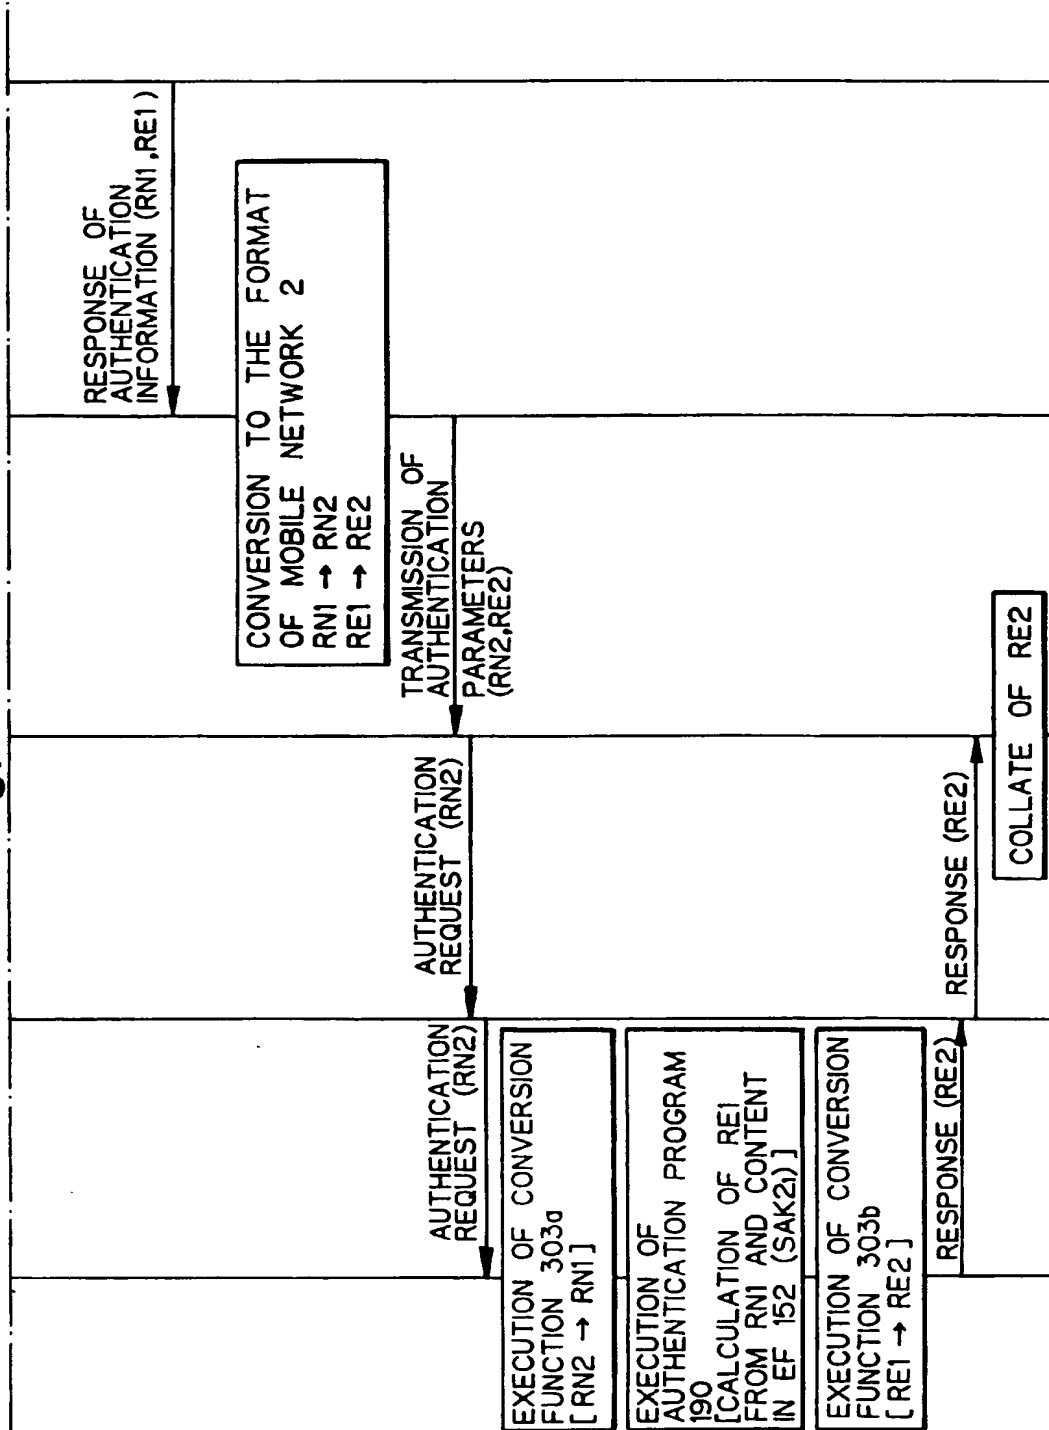 RESPONSE OF
AUTHENTICATION
INFORMATION (RN1,RE1)
CONVERSION TO THE FORMAT
OF MOBILE NETWORK 2
RN1 → RN2
RE1 → RE2
TRANSMISSION OF
AUTHENTICATION
PARAMETERS
(RN2,RE2)
AUTHENTICATION
REQUEST (RN2)
AUTHENTICATION
REQUEST (RN2)
EXECUTION OF CONVERSION
FUNCTION 303a
[RN2 → RN1]
EXECUTION OF
AUTHENTICATION PROGRAM
190
[CALCULATION OF RE1
FROM RN1 AND CONTENT
IN EF 152 (SAK21)]
EXECUTION OF CONVERSION
FUNCTION 303b
[RE1 → RE2]
RESPONSE (RE2)
RESPONSE (RE2)
COLLATE OF RE2